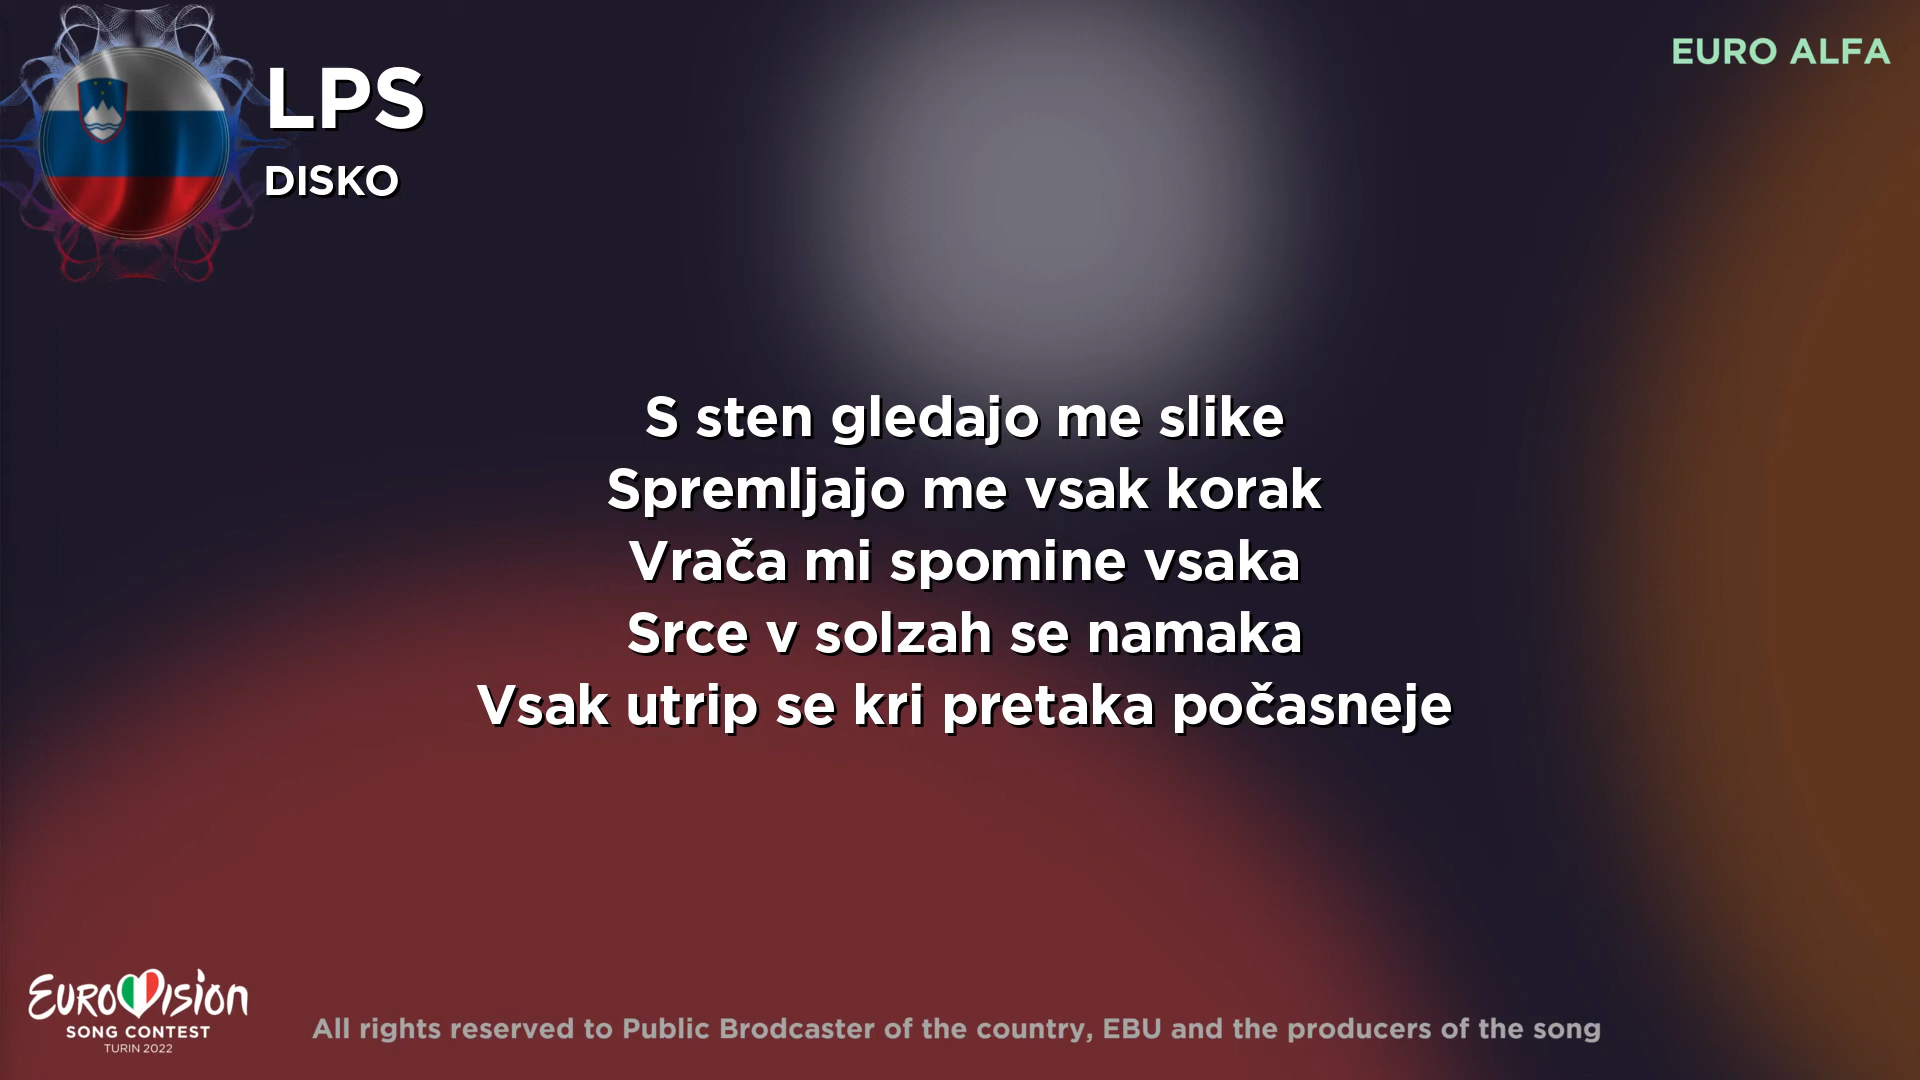 LPS
DISKO
EURO ALFA
S sten gledajo me slike
Spremljajo me vsak korak
Vrača mi spomine vsaka
Srce v solzah se namaka
Vsak utrip se kri pretaka počasneje
EUROVISION
SONG CONTEST
TURIN 2022
All rights reserved to Public Brodcaster of the country, EBU and the producers of the song